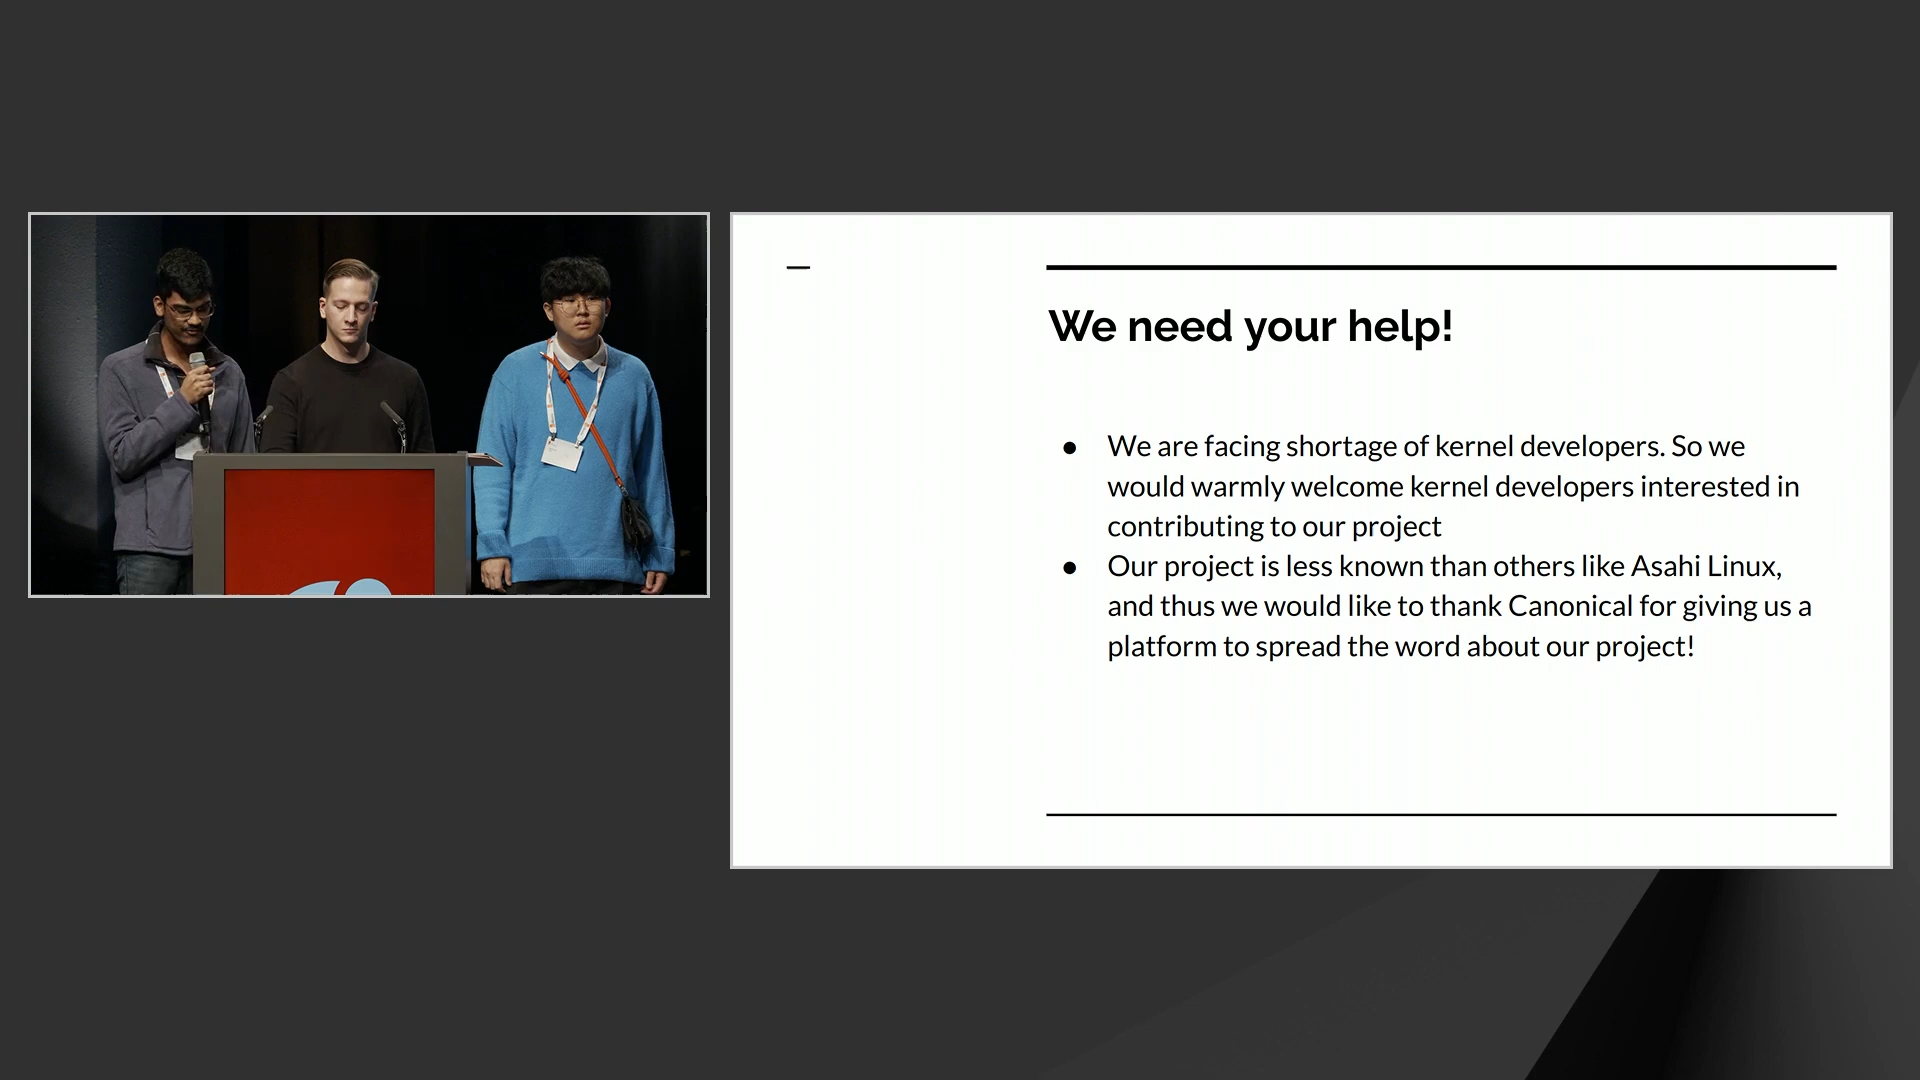 We need your help!
● We are facing shortage of kernel developers. So we
would warmly welcome kernel developers interested in
contributing to our project
● Our project is less known than others like Asahi Linux,
and thus we would like to thank Canonical for giving us a
platform to spread the word about our project!